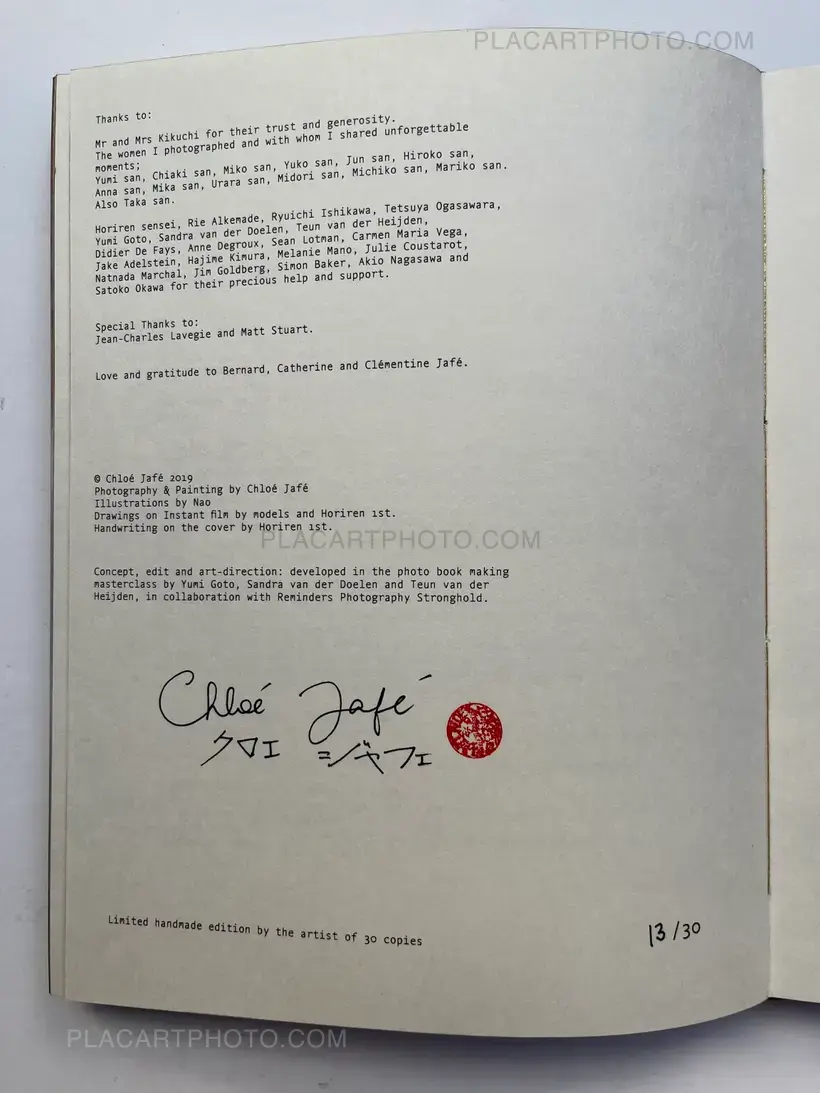 PLACARTPHOTO.COM
Thanks to:
Mr and Mrs Kikuchi for their trust and generosity.
The women I photographed and with whom I shared unforgettable
moments;
Yumi san, Chiaki san, Miko san, Yuko san, Jun san, Hiroko san,
Anna san, Mika san, Urara san, Midori san, Michiko san, Mariko san.
Also Taka san.
Horiren sensei, Rie Alkemade, Ryuichi Ishikawa, Tetsuya Ogasawara,
Yumi Goto, Sandra van der Doelen, Teun van der Heijden,
Didier De Fays, Anne Degroux, Sean Lotman, Carmen Maria Vega,
Jake Adelstein, Hajime Kimura, Melanie Mano, Julie Coustarot,
Natnada Marchal, Jim Goldberg, Simon Baker, Akio Nagasawa and
Satoko Okawa for their precious help and support.
Special Thanks to:
Jean-Charles Lavegie and Matt Stuart.
Love and gratitude to Bernard, Catherine and Clémentine Jafé.
© Chloé Jafé 2019
Photography & Painting by Chloé Jafé
Illustrations by Nao
Drawings on Instant film by models and Horiren 1st.
Handwriting on the cover by Horiren 1st.
PLACARTPHOTO.COM
Concept, edit and art-direction: developed in the photo book making
masterclass by Yumi Goto, Sandra van der Doelen and Teun van der
Heijden, in collaboration with Reminders Photography Stronghold.
Chloé Jafé
クロエ ジャフェ
Limited handmade edition by the artist of 30 copies
13/30
PLACARTPHOTO.COM